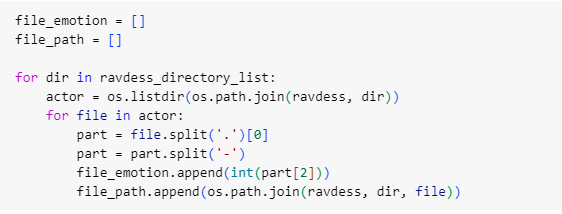 file_emotion = []
file_path = []
for dir in ravdess_directory_list:
    actor = os.listdir(os.path.join(ravdess, dir))
    for file in actor:
        part = file.split('.')[0]
        part = part.split('-')
        file_emotion.append(int(part[2]))
        file_path.append(os.path.join(ravdess, dir, file))